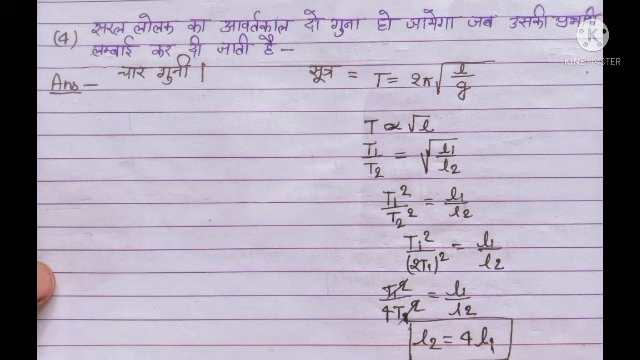 (4) सरल लोलक का आवर्तकाल दो गुना हो जायेगा जब उसकी प्रभावी
लम्बाई कर दी जाती है -
Ans - चार गुनी । सूत्र = T = 2π√(l/g)
T ∝ √l
T₁/T₂ = √(l₁/l₂)
T₁²/T₂² = l₁/l₂
T₁²/(2T₁)² = l₁/l₂
T₁²/4T₁² = l₁/l₂
l₂ = 4l₁
KINEMASTER